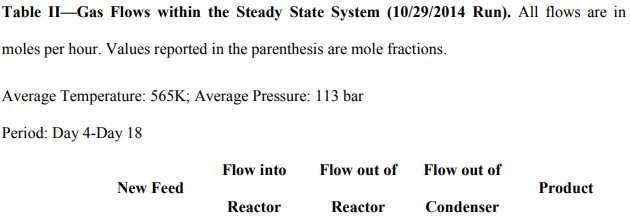 Table II—Gas Flows within the Steady State System (10/29/2014 Run). All flows are in
moles per hour. Values reported in the parenthesis are mole fractions.
Average Temperature: 565K; Average Pressure: 113 bar
Period: Day 4-Day 18
Flow into Flow out of Flow out of
New Feed Product
Reactor Reactor Condenser